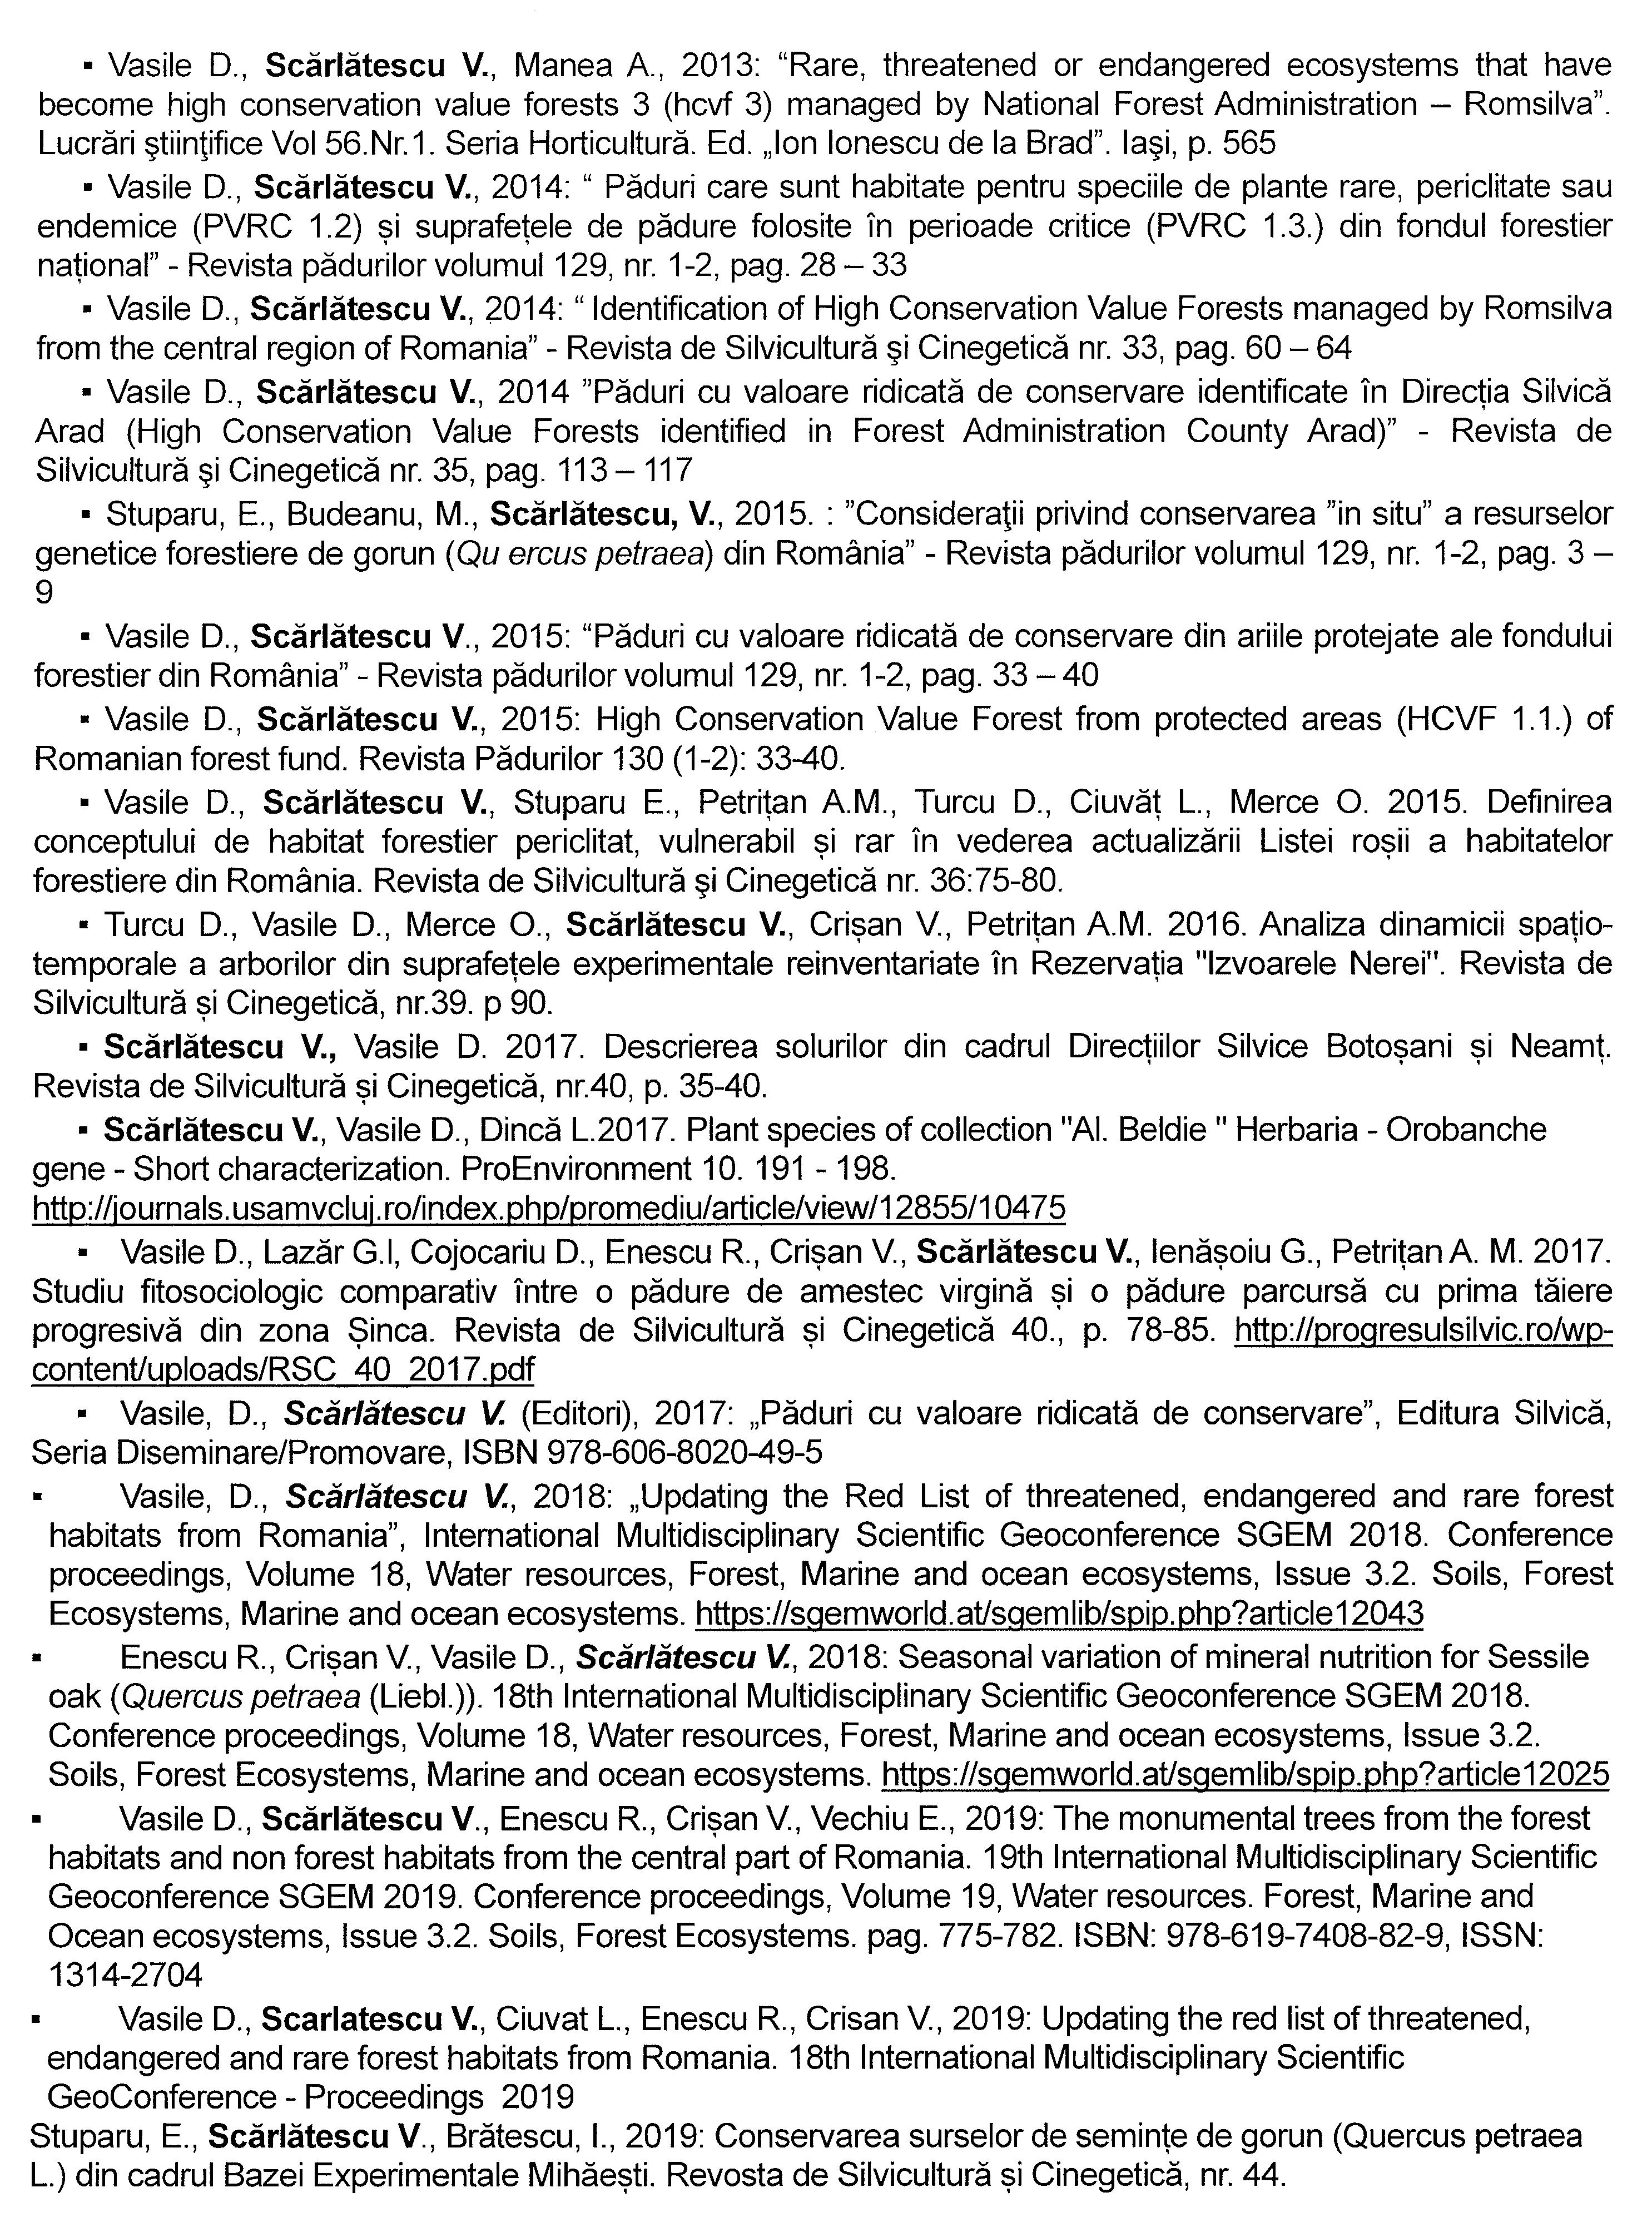 ▪ Vasile D., Scărlătescu V., Manea A., 2013: “Rare, threatened or endangered ecosystems that have
become high conservation value forests 3 (hcvf 3) managed by National Forest Administration – Romsilva”.
Lucrări ştiinţifice Vol 56.Nr.1. Seria Horticultură. Ed. „Ion Ionescu de la Brad”. Iaşi, p. 565
▪ Vasile D., Scărlătescu V., 2014: “ Păduri care sunt habitate pentru speciile de plante rare, periclitate sau
endemice (PVRC 1.2) și suprafețele de pădure folosite în perioade critice (PVRC 1.3.) din fondul forestier
național” - Revista pădurilor volumul 129, nr. 1-2, pag. 28 – 33
▪ Vasile D., Scărlătescu V., 2014: “ Identification of High Conservation Value Forests managed by Romsilva
from the central region of Romania” - Revista de Silvicultură şi Cinegetică nr. 33, pag. 60 – 64
▪ Vasile D., Scărlătescu V., 2014 ”Păduri cu valoare ridicată de conservare identificate în Direcția Silvică
Arad (High Conservation Value Forests identified in Forest Administration County Arad)” - Revista de
Silvicultură şi Cinegetică nr. 35, pag. 113 – 117
▪ Stuparu, E., Budeanu, M., Scărlătescu, V., 2015. : ”Consideraţii privind conservarea ”in situ” a resurselor
genetice forestiere de gorun (Qu ercus petraea) din România” - Revista pădurilor volumul 129, nr. 1-2, pag. 3 –
9
▪ Vasile D., Scărlătescu V., 2015: “Păduri cu valoare ridicată de conservare din ariile protejate ale fondului
forestier din România” - Revista pădurilor volumul 129, nr. 1-2, pag. 33 – 40
▪ Vasile D., Scărlătescu V., 2015: High Conservation Value Forest from protected areas (HCVF 1.1.) of
Romanian forest fund. Revista Pădurilor 130 (1-2): 33-40.
▪ Vasile D., Scărlătescu V., Stuparu E., Petrițan A.M., Turcu D., Ciuvăț L., Merce O. 2015. Definirea
conceptului de habitat forestier periclitat, vulnerabil și rar în vederea actualizării Listei roșii a habitatelor
forestiere din România. Revista de Silvicultură şi Cinegetică nr. 36:75-80.
▪ Turcu D., Vasile D., Merce O., Scărlătescu V., Crișan V., Petrițan A.M. 2016. Analiza dinamicii spațio-
temporale a arborilor din suprafețele experimentale reinventariate în Rezervația "Izvoarele Nerei". Revista de
Silvicultură și Cinegetică, nr.39. p 90.
▪ Scărlătescu V., Vasile D. 2017. Descrierea solurilor din cadrul Direcțiilor Silvice Botoșani și Neamț.
Revista de Silvicultură și Cinegetică, nr.40, p. 35-40.
▪ Scărlătescu V., Vasile D., Dincă L.2017. Plant species of collection "Al. Beldie " Herbaria - Orobanche
gene - Short characterization. ProEnvironment 10. 191 - 198.
http://journals.usamvcluj.ro/index.php/promediu/article/view/12855/10475
▪ Vasile D., Lazăr G.I, Cojocariu D., Enescu R., Crișan V., Scărlătescu V., Ienășoiu G., Petrițan A. M. 2017.
Studiu fitosociologic comparativ între o pădure de amestec virgină și o pădure parcursă cu prima tăiere
progresivă din zona Șinca. Revista de Silvicultură și Cinegetică 40., p. 78-85. http://progresulsilvic.ro/wp-
content/uploads/RSC_40_2017.pdf
▪ Vasile, D., Scărlătescu V. (Editori), 2017: „Păduri cu valoare ridicată de conservare”, Editura Silvică,
Seria Diseminare/Promovare, ISBN 978-606-8020-49-5
▪ Vasile, D., Scărlătescu V., 2018: „Updating the Red List of threatened, endangered and rare forest
habitats from Romania”, International Multidisciplinary Scientific Geoconference SGEM 2018. Conference
proceedings, Volume 18, Water resources, Forest, Marine and ocean ecosystems, Issue 3.2. Soils, Forest
Ecosystems, Marine and ocean ecosystems. https://sgemworld.at/sgemlib/spip.php?article12043
▪ Enescu R., Crișan V., Vasile D., Scărlătescu V., 2018: Seasonal variation of mineral nutrition for Sessile
oak (Quercus petraea (Liebl.)). 18th International Multidisciplinary Scientific Geoconference SGEM 2018.
Conference proceedings, Volume 18, Water resources, Forest, Marine and ocean ecosystems, Issue 3.2.
Soils, Forest Ecosystems, Marine and ocean ecosystems. https://sgemworld.at/sgemlib/spip.php?article12025
▪ Vasile D., Scărlătescu V., Enescu R., Crișan V., Vechiu E., 2019: The monumental trees from the forest
habitats and non forest habitats from the central part of Romania. 19th International Multidisciplinary Scientific
Geoconference SGEM 2019. Conference proceedings, Volume 19, Water resources. Forest, Marine and
Ocean ecosystems, Issue 3.2. Soils, Forest Ecosystems. pag. 775-782. ISBN: 978-619-7408-82-9, ISSN:
1314-2704
▪ Vasile D., Scarlatescu V., Ciuvat L., Enescu R., Crisan V., 2019: Updating the red list of threatened,
endangered and rare forest habitats from Romania. 18th International Multidisciplinary Scientific
GeoConference - Proceedings 2019
Stuparu, E., Scărlătescu V., Brătescu, I., 2019: Conservarea surselor de semințe de gorun (Quercus petraea
L.) din cadrul Bazei Experimentale Mihăești. Revosta de Silvicultură și Cinegetică, nr. 44.